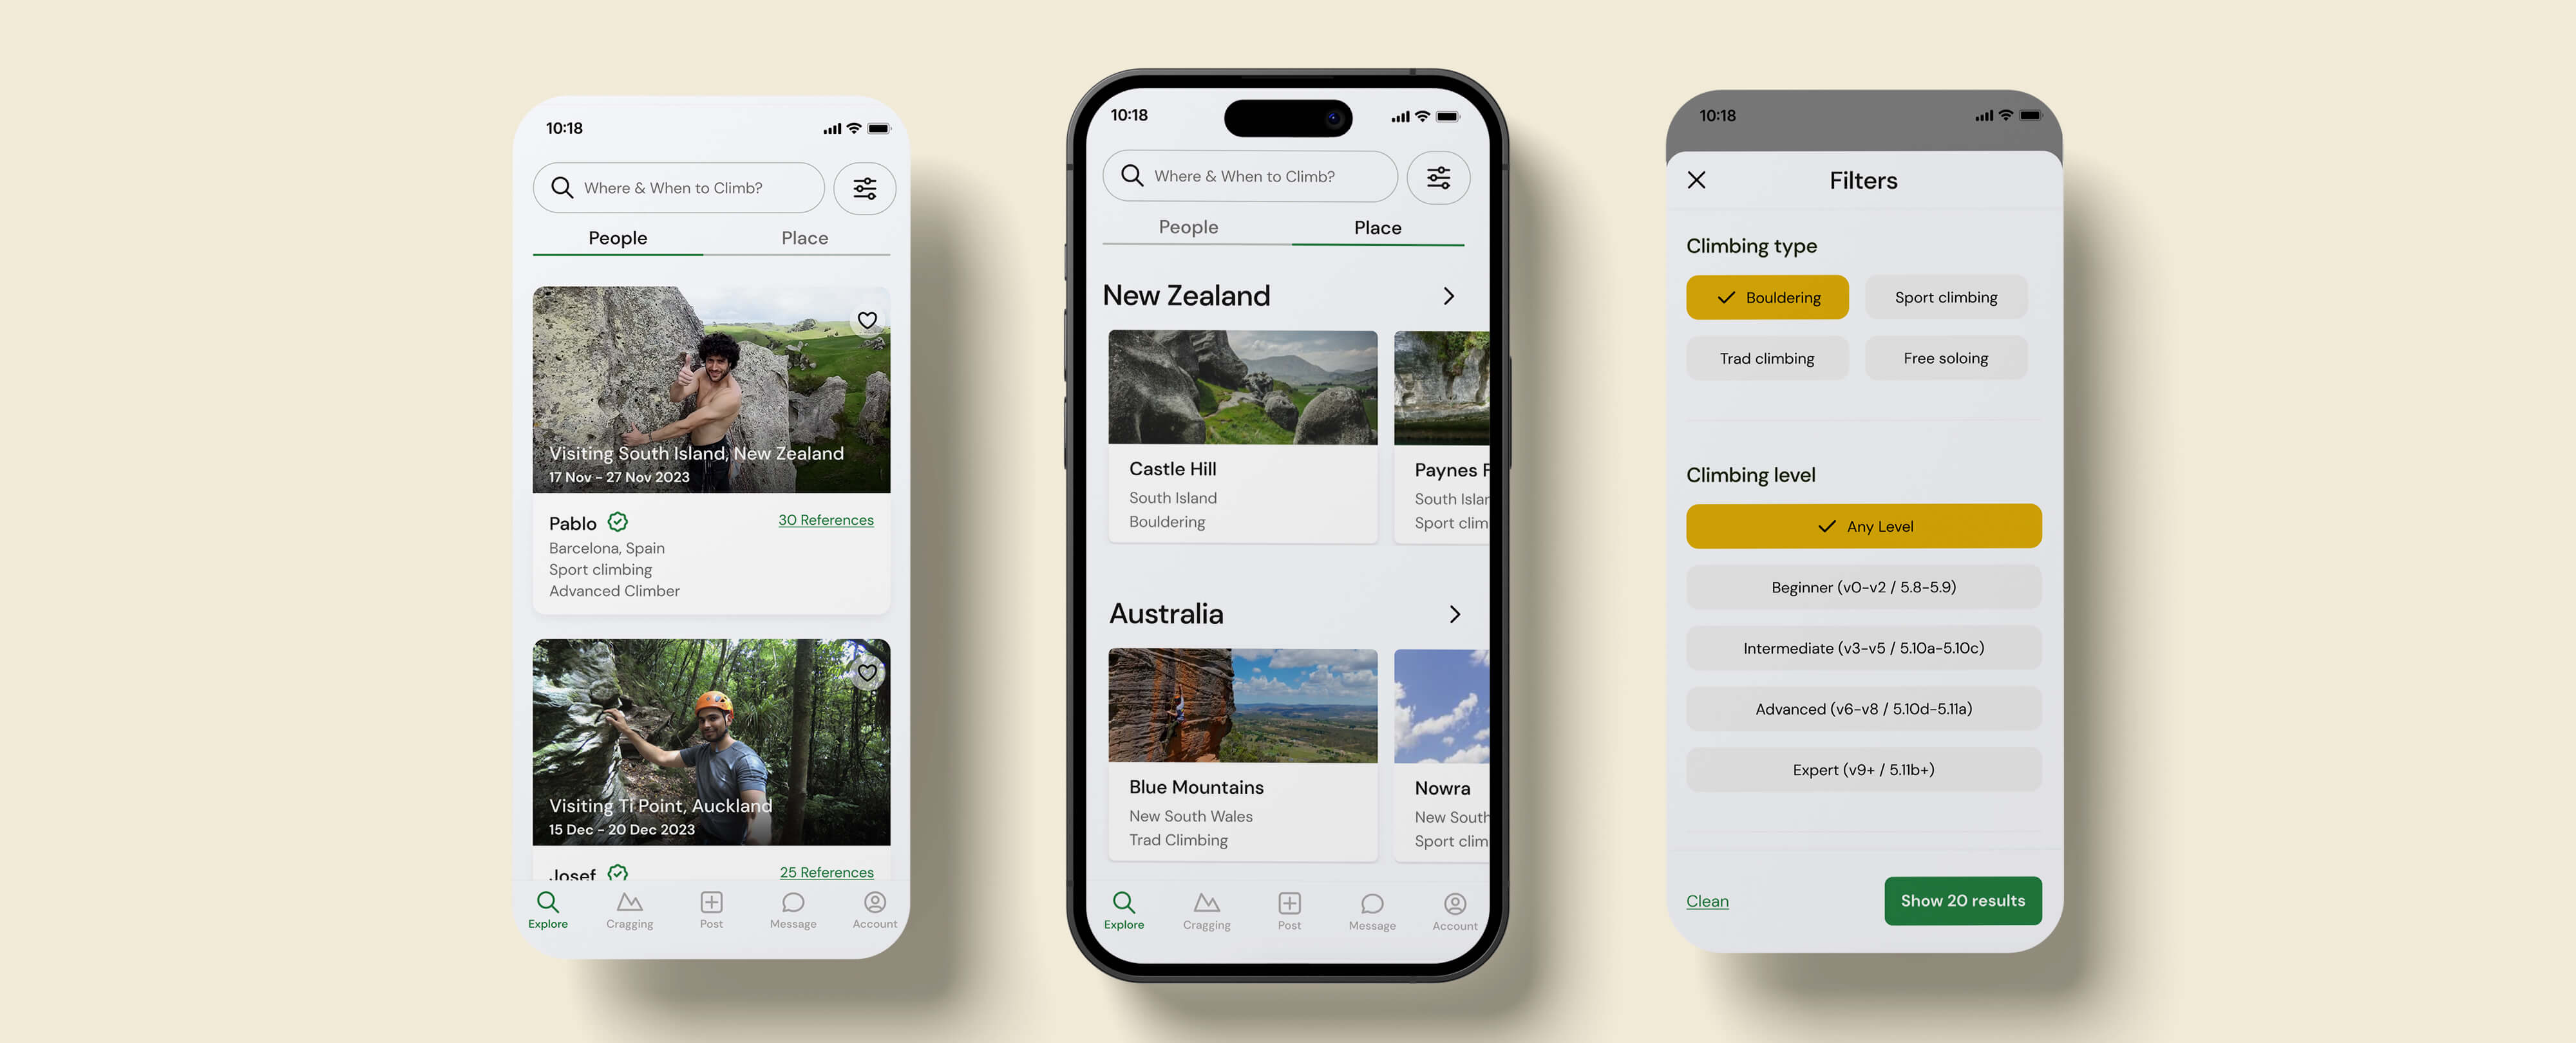 10:18
Where & When to Climb?
People
Place
Visiting South Island, New Zealand
17 Nov - 27 Nov 2023
Pablo
30 References
Barcelona, Spain
Sport climbing
Advanced Climber
Visiting Ti Point, Auckland
15 Dec - 20 Dec 2023
Josef
25 References
Explore
Cragging
Post
Message
Account
10:18
Where & When to Climb?
People
Place
New Zealand
Castle Hill
South Island
Bouldering
Paynes F
South Islan
Sport clim
Australia
Blue Mountains
New South Wales
Trad Climbing
Nowra
New South
Sport clim
Explore
Cragging
Post
Message
Account
10:18
Filters
Climbing type
Bouldering
Sport climbing
Trad climbing
Free soloing
Climbing level
Any Level
Beginner (v0-v2 / 5.8-5.9)
Intermediate (v3-v5 / 5.10a-5.10c)
Advanced (v6-v8 / 5.10d-5.11a)
Expert (v9+ / 5.11b+)
Clean
Show 20 results